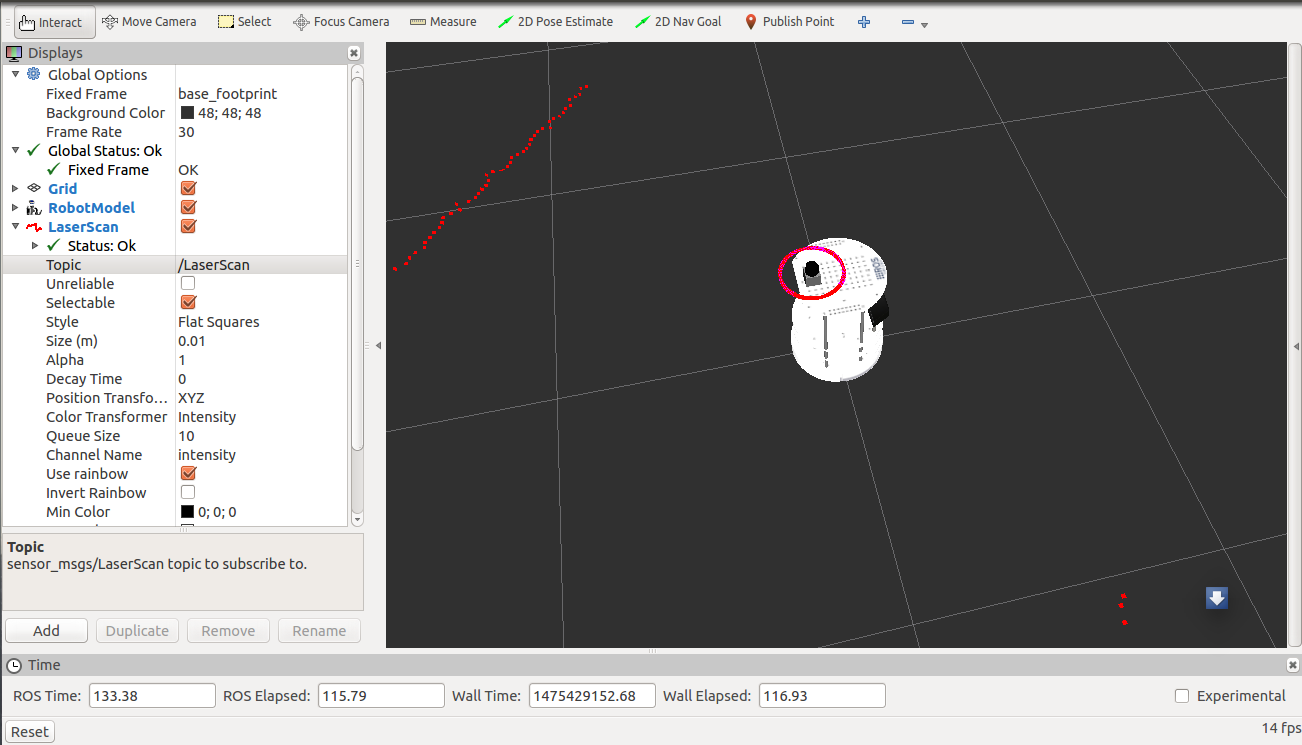 Interact Move Camera Select Focus Camera Measure 2D Pose Estimate 2D Nav Goal Publish Point
Displays
Global Options
Fixed Frame base_footprint
Background Color 48; 48; 48
Frame Rate 30
Global Status: Ok
Fixed Frame OK
Grid
RobotModel
LaserScan
Status: Ok
Topic /LaserScan
Unreliable
Selectable
Style Flat Squares
Size (m) 0.01
Alpha 1
Decay Time 0
Position Transfo... XYZ
Color Transformer Intensity
Queue Size 10
Channel Name intensity
Use rainbow
Invert Rainbow
Min Color 0; 0; 0
Topic
sensor_msgs/LaserScan topic to subscribe to.
Add Duplicate Remove Rename
Time
ROS Time: 133.38 ROS Elapsed: 115.79 Wall Time: 1475429152.68 Wall Elapsed: 116.93 Experimental
Reset 14 fps